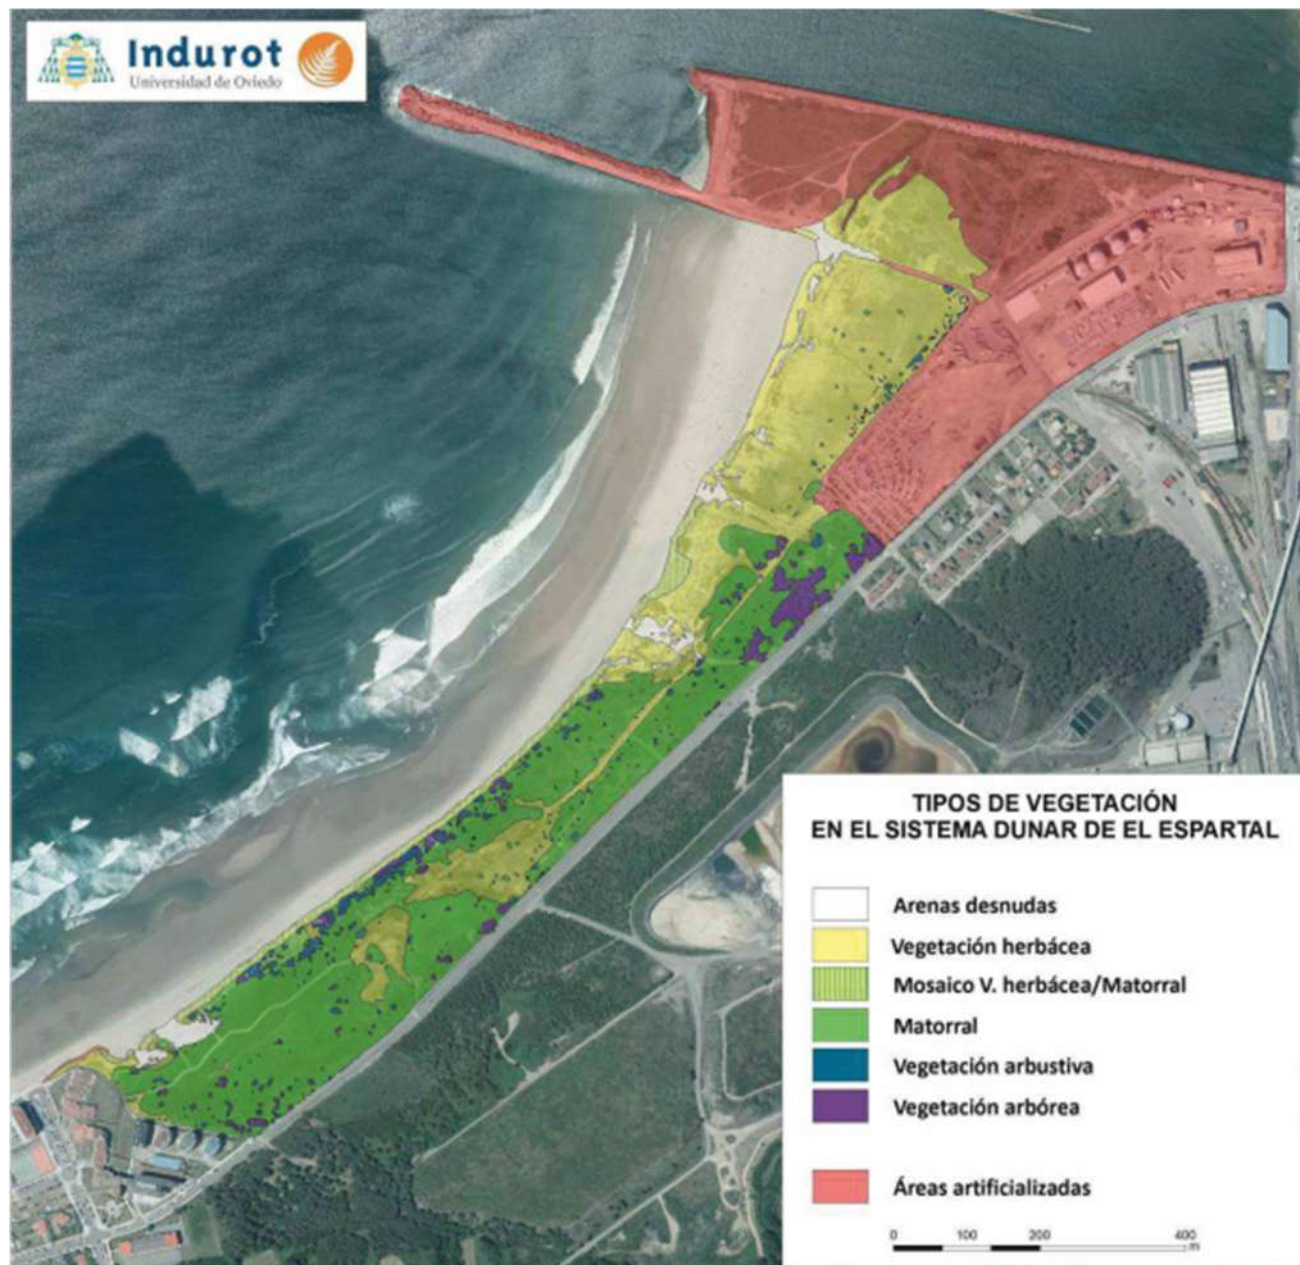 Indurot
Universidad de Oviedo
TIPOS DE VEGETACIÓN
EN EL SISTEMA DUNAR DE EL ESPARTAL
Arenas desnudas
Vegetación herbácea
Mosaico V. herbácea/Matorral
Matorral
Vegetación arbustiva
Vegetación arbórea
Áreas artificializadas
0 100 200 400
m